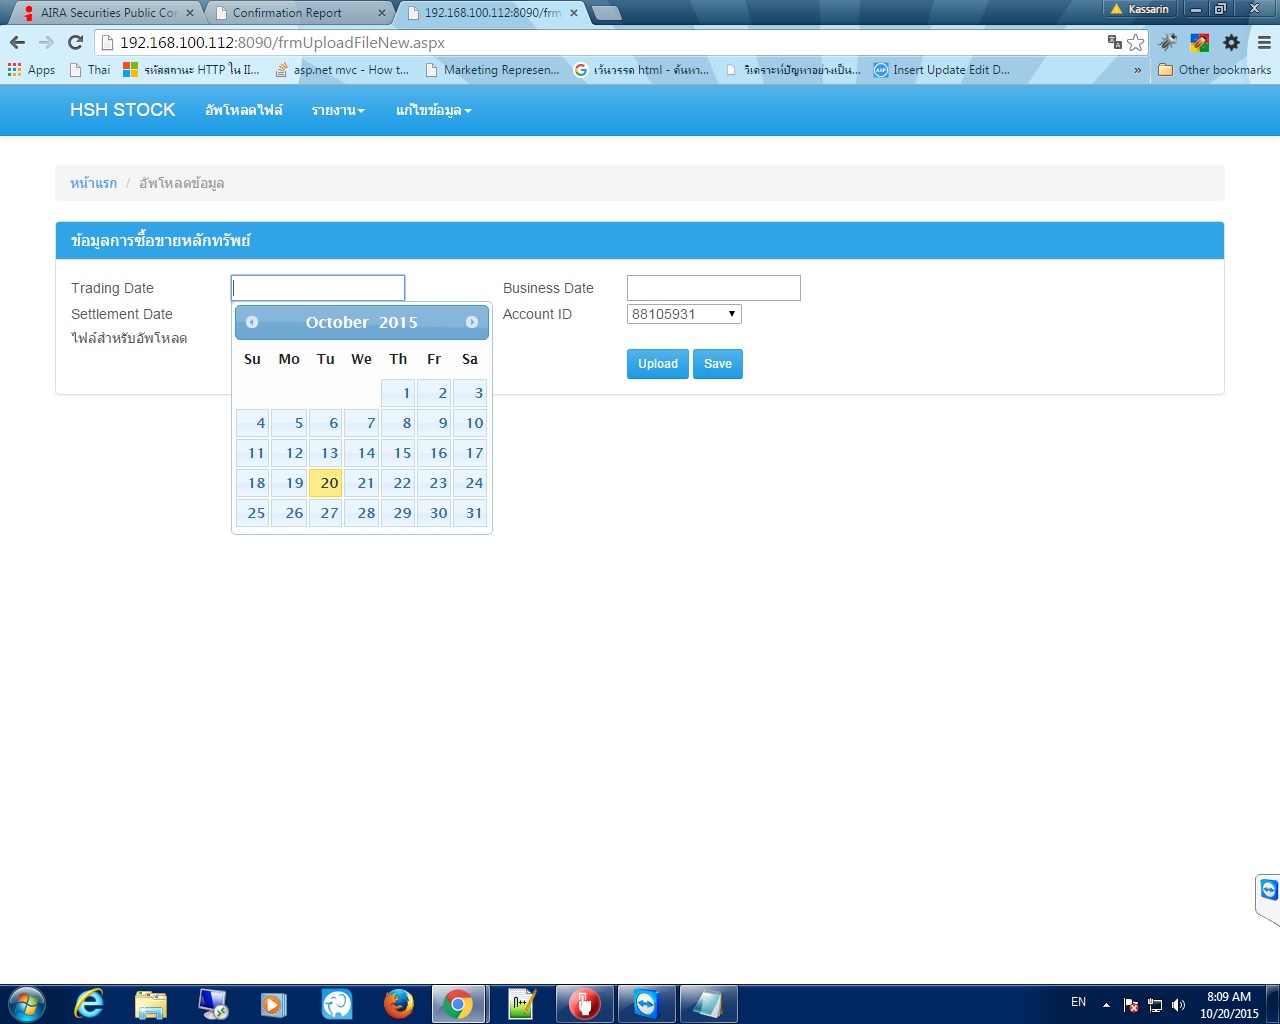 AIRA Securities Public Cor
Confirmation Report
192.168.100.112:8090/frm
Kassarin
192.168.100.112:8090/frmUploadFileNew.aspx
Apps
Thai
รหัสสถานะ HTTP ใน II...
asp.net mvc - How t...
Marketing Represen...
เว้นวรรค html - ค้นหา...
วิเคราะห์ปัญหาอย่างเป็น...
Insert Update Edit D...
»
Other bookmarks
HSH STOCK
อัพโหลดไฟล์
รายงาน
แก้ไขข้อมูล
หน้าแรก / อัพโหลดข้อมูล
ข้อมูลการซื้อขายหลักทรัพย์
Trading Date
Business Date
Settlement Date
Account ID
88105931
ไฟล์สำหรับอัพโหลด
Upload
Save
October 2015
Su Mo Tu We Th Fr Sa
1 2 3
4 5 6 7 8 9 10
11 12 13 14 15 16 17
18 19 20 21 22 23 24
25 26 27 28 29 30 31
N++
EN
8:09 AM
10/20/2015